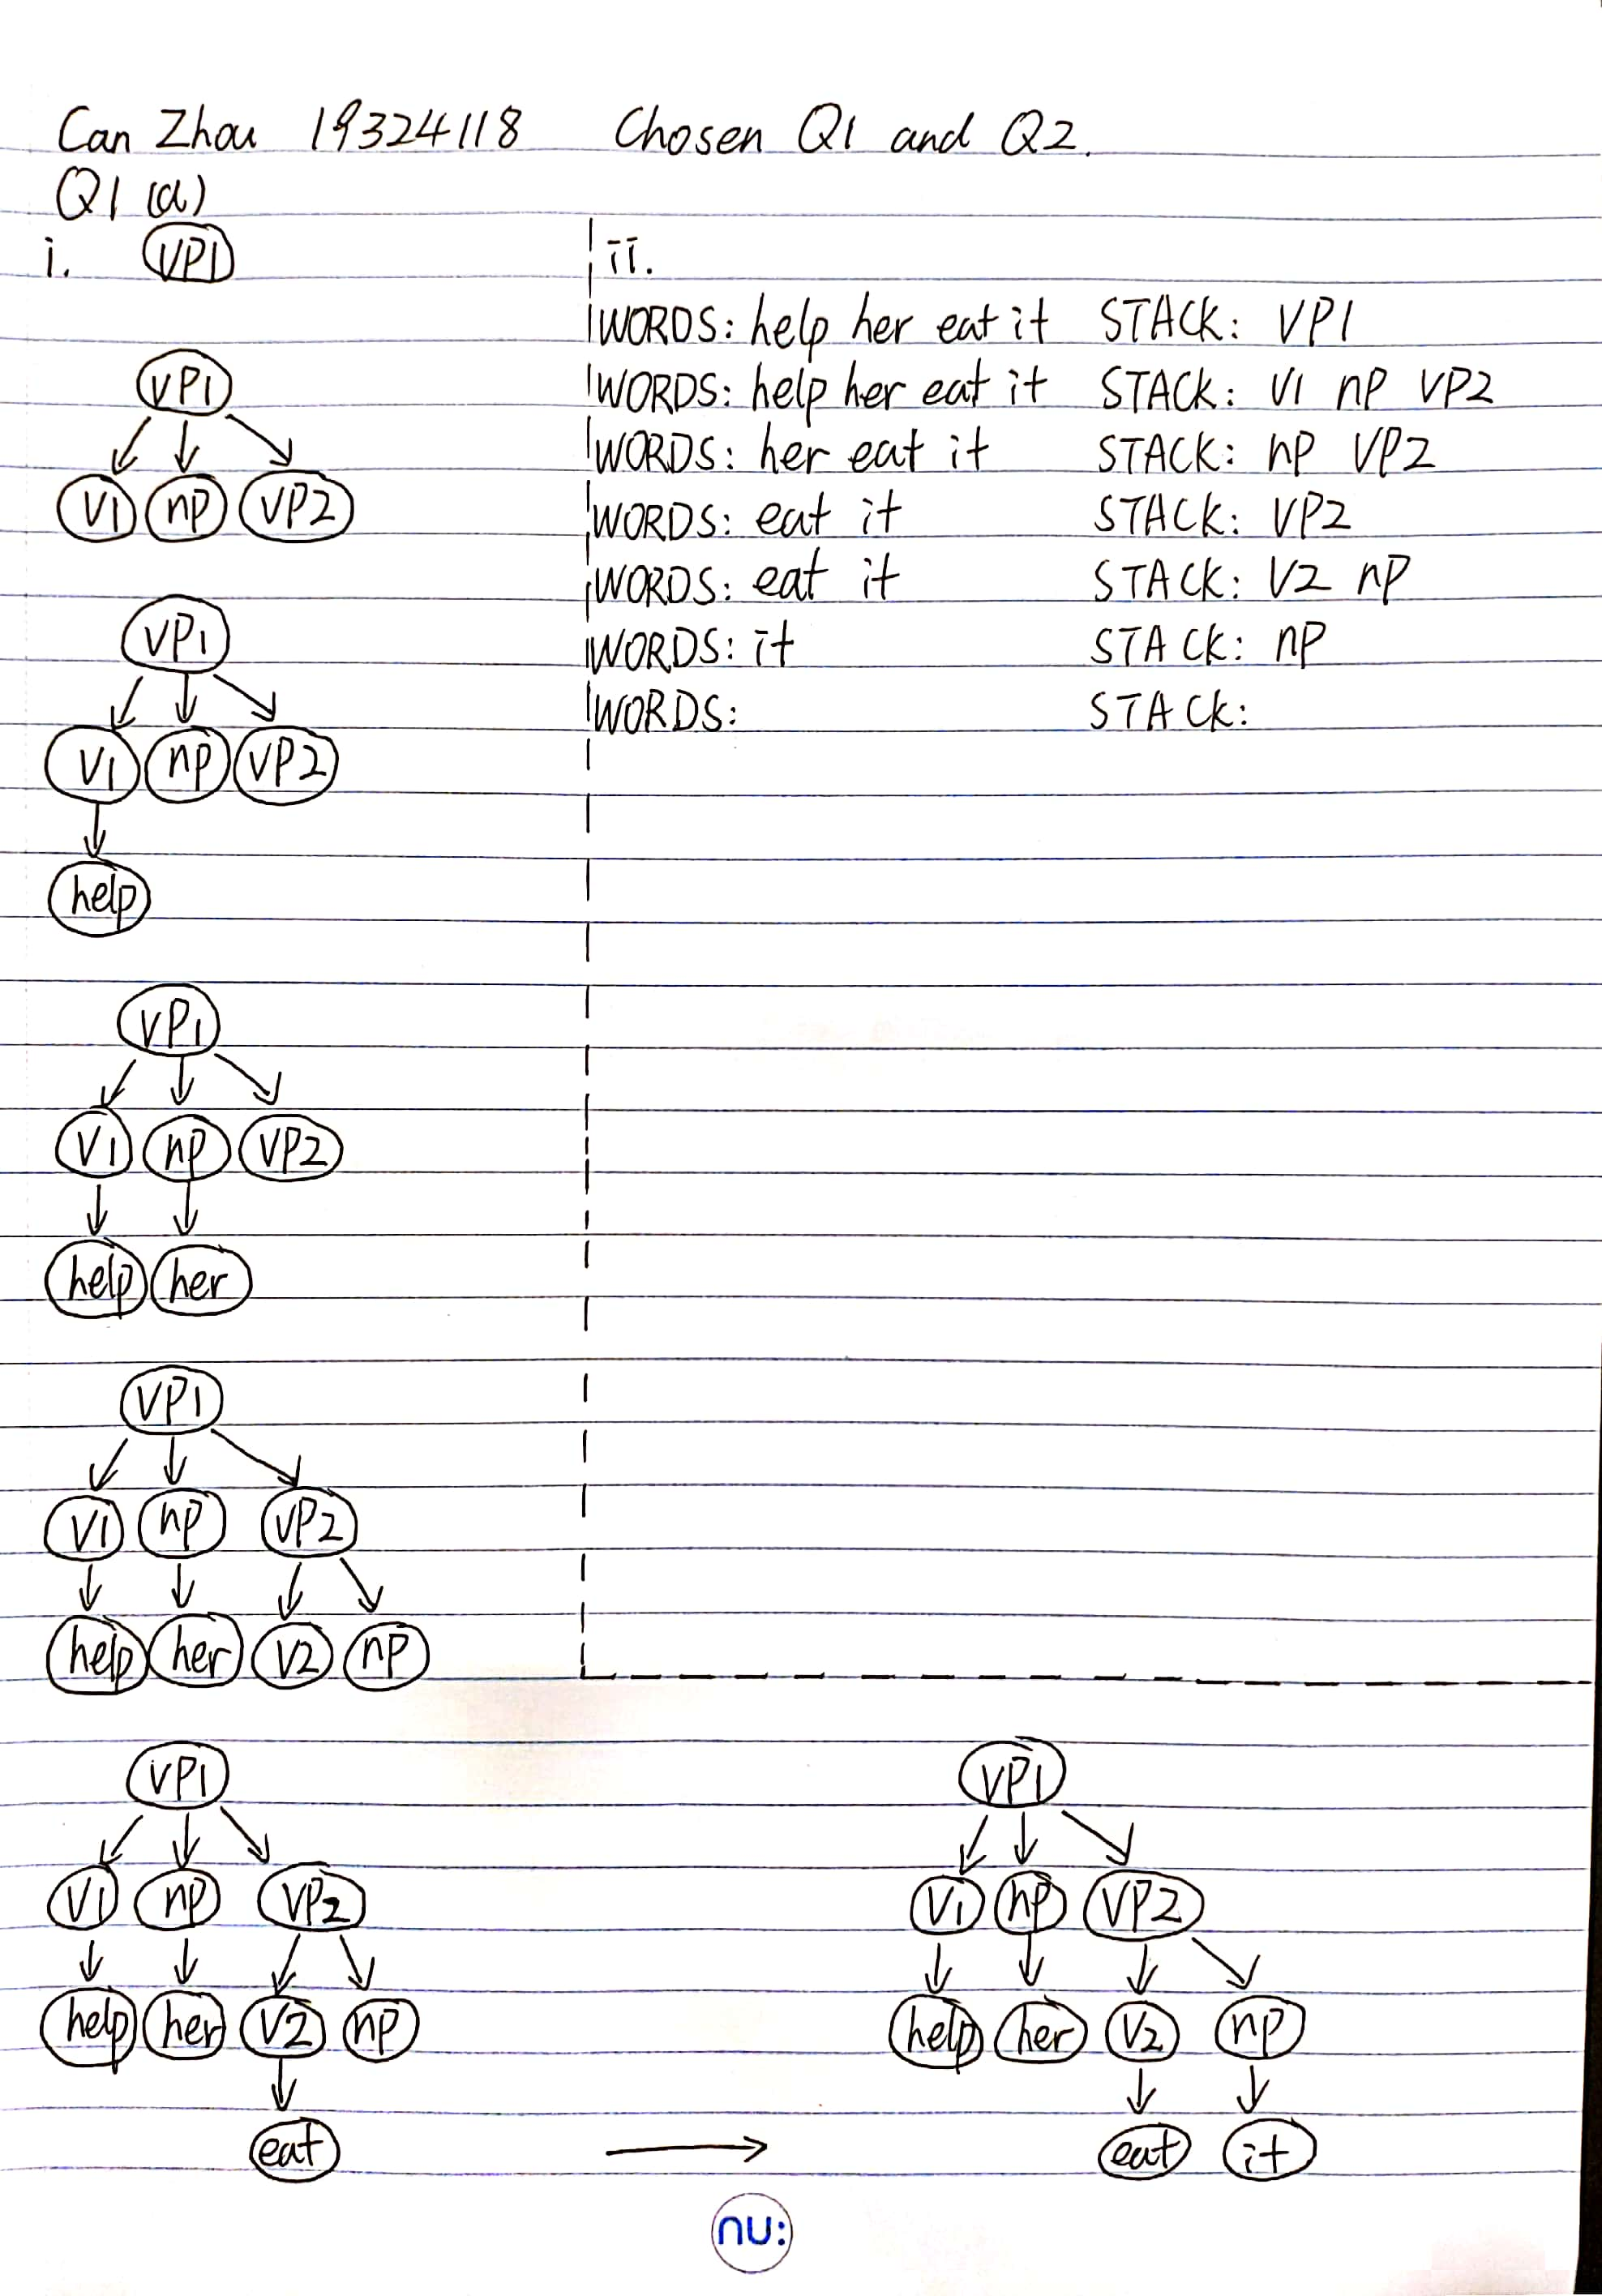 Can Zhou 19324118 Chosen Q1 and Q2.
Q1 (a)
i. VP1
VP1
V1 np VP2
VP1
V1 np VP2
help
VP1
V1 np VP2
help her
VP1
V1 np VP2
help her V2 np
ii.
WORDS: help her eat it STACK: VP1
WORDS: help her eat it STACK: V1 np VP2
WORDS: her eat it STACK: np VP2
WORDS: eat it STACK: VP2
WORDS: eat it STACK: V2 np
WORDS: it STACK: np
WORDS: STACK:
VP1
V1 np VP2
help her V2 np
eat
VP1
V1 np VP2
help her V2 np
eat it
nu: